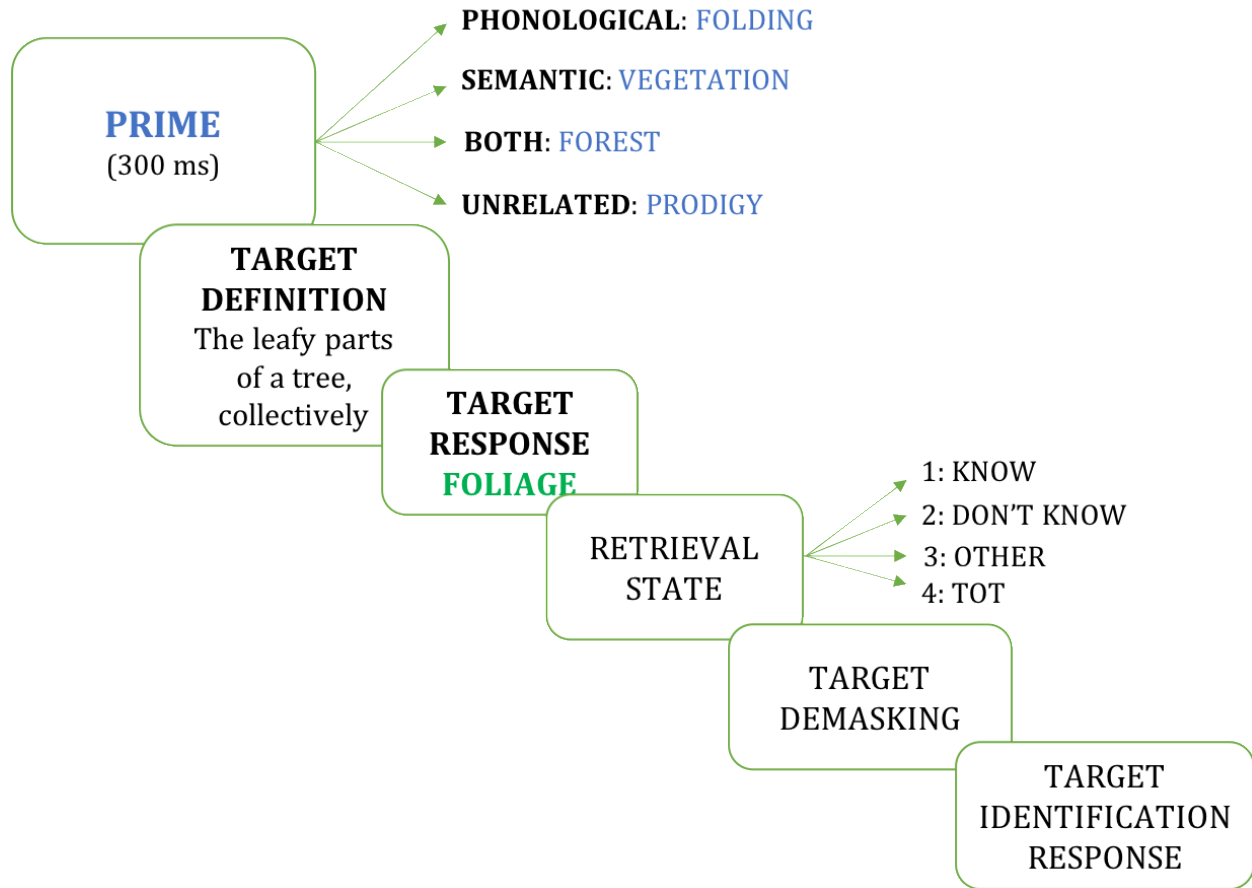 PRIME
(300 ms)
PHONOLOGICAL: FOLDING
SEMANTIC: VEGETATION
BOTH: FOREST
UNRELATED: PRODIGY
TARGET
DEFINITION
The leafy parts
of a tree,
collectively
TARGET
RESPONSE
FOLIAGE
RETRIEVAL
STATE
1: KNOW
2: DON'T KNOW
3: OTHER
4: TOT
TARGET
DEMASKING
TARGET
IDENTIFICATION
RESPONSE